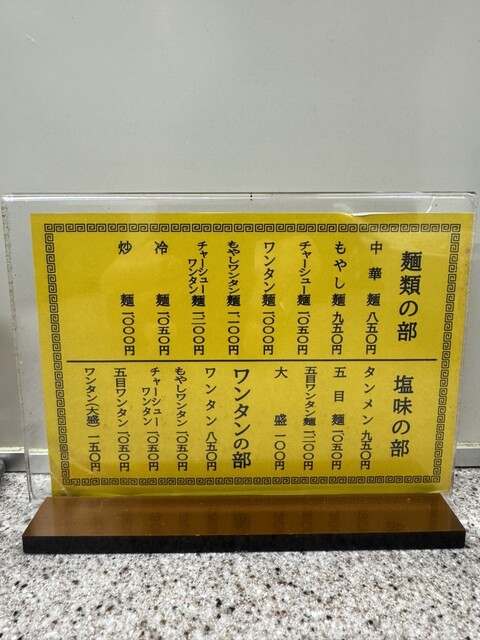 麺類の部
中華麺 八五〇円
もやし麺 九五〇円
チャーシュー麺 一〇五〇円
ワンタン麺 一〇〇〇円
もやしワンタン麺 一一〇〇円
チャーシューワンタン麺 一二〇〇円
冷麺 一〇五〇円
炒麺 一〇〇〇円
塩味の部
タンメン 九五〇円
五目麺 一〇五〇円
五目ワンタン麺 一二〇〇円
大盛 一〇〇円
ワンタンの部
ワンタン 八五〇円
もやしワンタン 一〇五〇円
チャーシューワンタン 一〇五〇円
五目ワンタン 一〇五〇円
ワンタン(大盛) 一五〇円